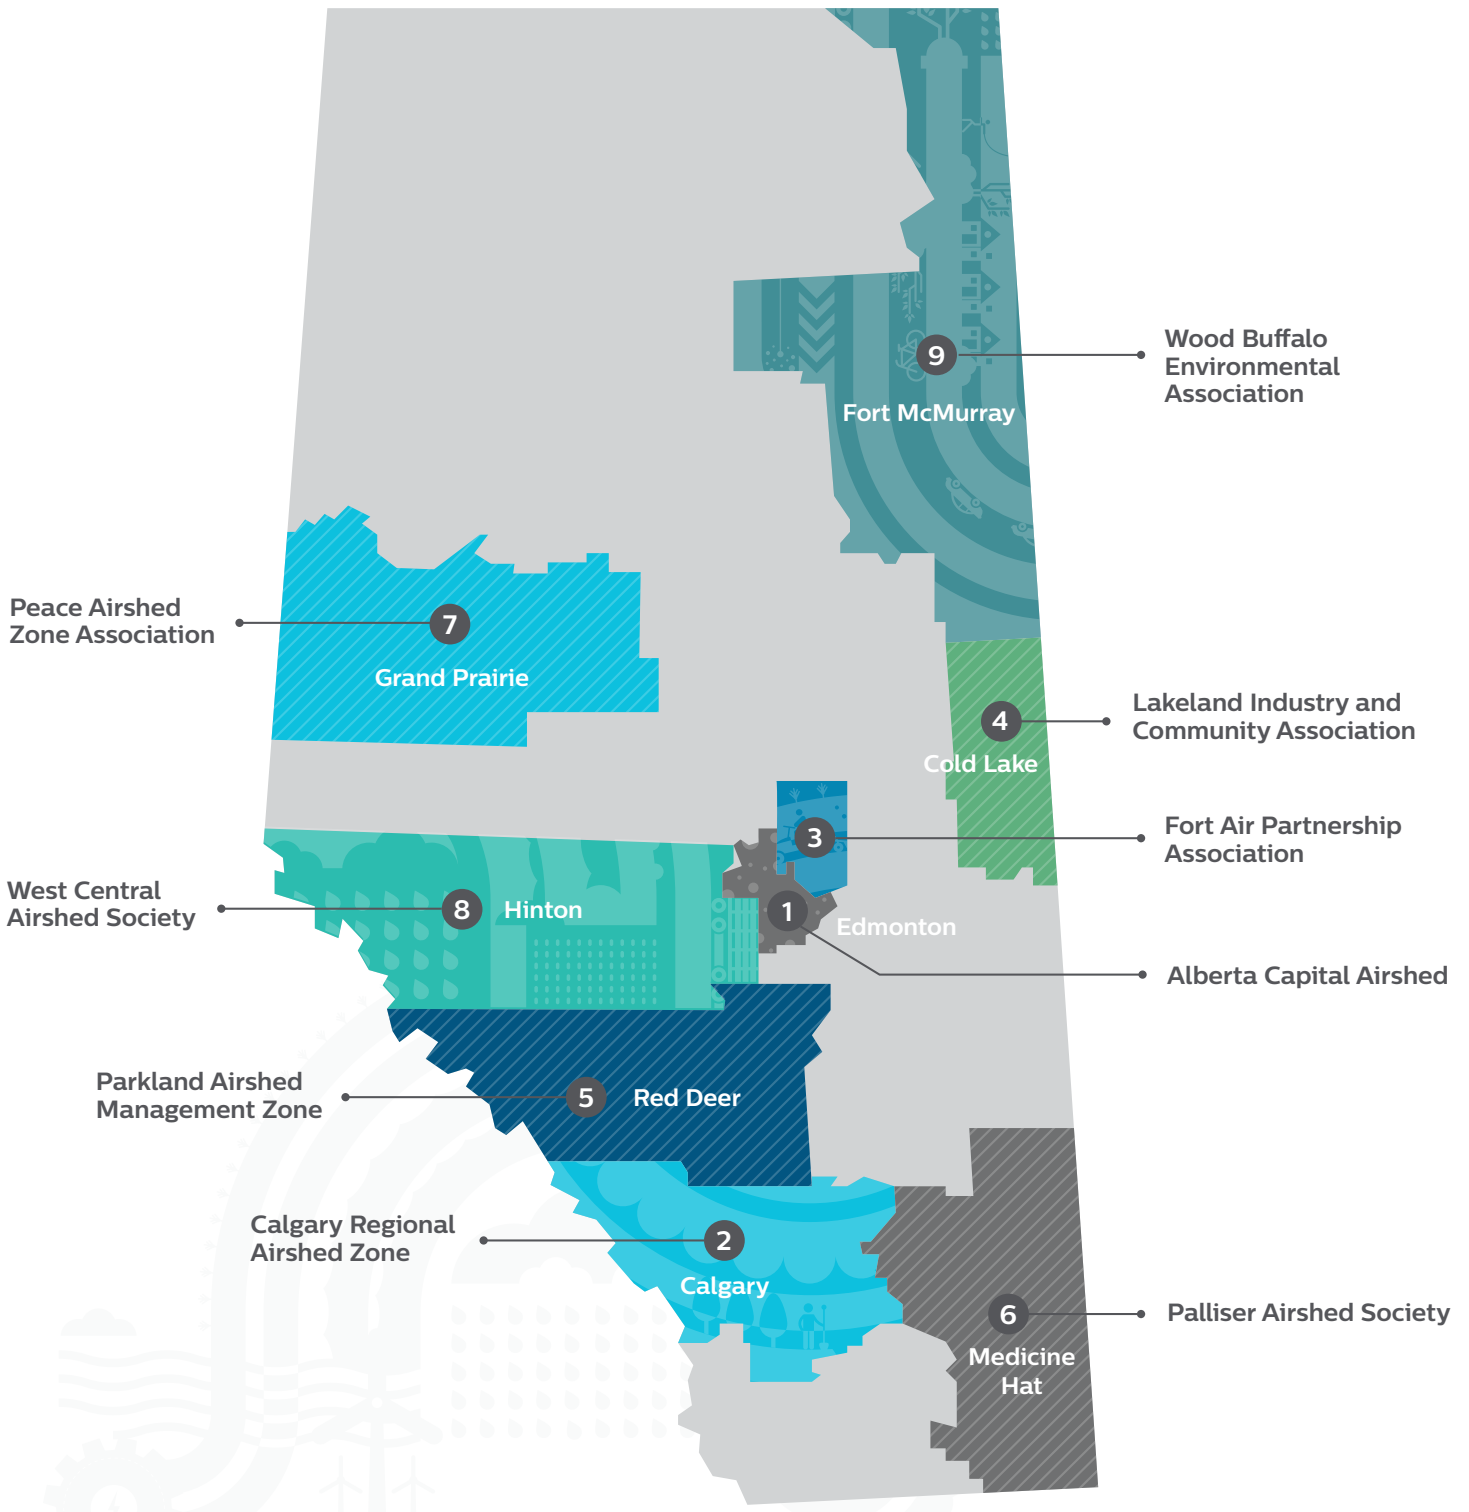 9
Wood Buffalo
Environmental
Association
Fort McMurray
Peace Airshed
Zone Association
7
Grand Prairie
4
Lakeland Industry and
Community Association
Cold Lake
3
Fort Air Partnership
Association
West Central
Airshed Society
8
Hinton
1
Edmonton
Alberta Capital Airshed
Parkland Airshed
Management Zone
5
Red Deer
Calgary Regional
Airshed Zone
2
Calgary
6
Palliser Airshed Society
Medicine
Hat